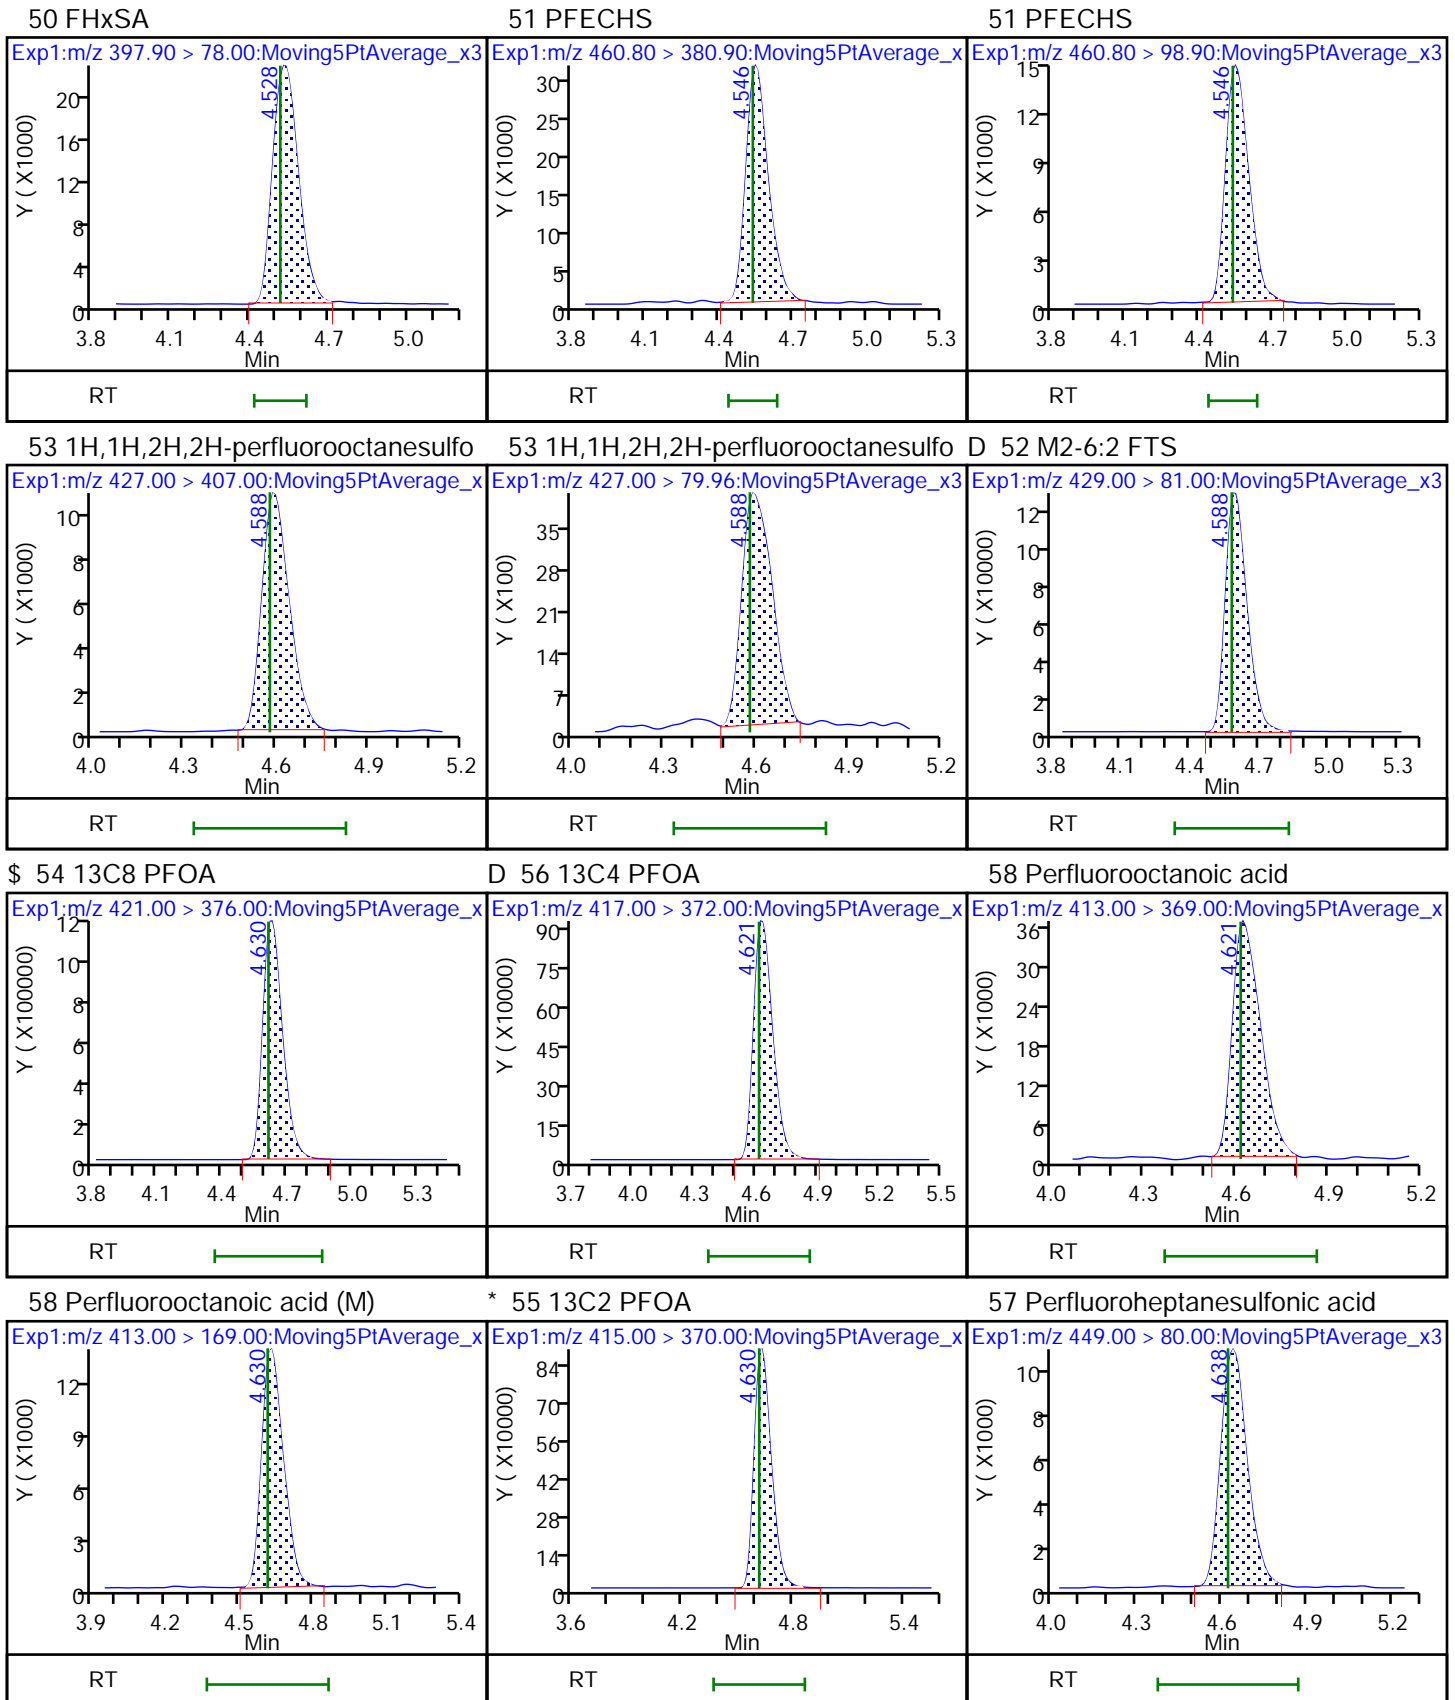 50 FHxSA
Exp1:m/z 397.90 > 78.00:Moving5PtAverage_x3
Y ( X1000)
20
16
12
8
4
0
4.528
3.8 4.1 4.4 4.7 5.0
Min
RT
51 PFECHS
Exp1:m/z 460.80 > 380.90:Moving5PtAverage_x
Y ( X1000)
30
25
20
15
10
5
0
4.546
3.8 4.1 4.4 4.7 5.0 5.3
Min
RT
51 PFECHS
Exp1:m/z 460.80 > 98.90:Moving5PtAverage_x3
Y ( X1000)
15
12
9
6
3
0
4.546
3.8 4.1 4.4 4.7 5.0 5.3
Min
RT
53 1H,1H,2H,2H-perfluorooctanesulfo
Exp1:m/z 427.00 > 407.00:Moving5PtAverage_x
Y ( X1000)
10
8
6
4
2
0
4.588
4.0 4.3 4.6 4.9 5.2
Min
RT
53 1H,1H,2H,2H-perfluorooctanesulfo
Exp1:m/z 427.00 > 79.96:Moving5PtAverage_x3
Y ( X100)
35
28
21
14
7
0
4.588
4.0 4.3 4.6 4.9 5.2
Min
RT
D 52 M2-6:2 FTS
Exp1:m/z 429.00 > 81.00:Moving5PtAverage_x3
Y ( X10000)
12
10
8
6
4
2
0
4.588
3.8 4.1 4.4 4.7 5.0 5.3
Min
RT
$ 54 13C8 PFOA
Exp1:m/z 421.00 > 376.00:Moving5PtAverage_x
Y ( X100000)
12
10
8
6
4
2
0
4.630
3.8 4.1 4.4 4.7 5.0 5.3
Min
RT
D 56 13C4 PFOA
Exp1:m/z 417.00 > 372.00:Moving5PtAverage_x
Y ( X10000)
90
75
60
45
30
15
0
4.621
3.7 4.0 4.3 4.6 4.9 5.2 5.5
Min
RT
58 Perfluorooctanoic acid
Exp1:m/z 413.00 > 369.00:Moving5PtAverage_x
Y ( X1000)
36
30
24
18
12
6
0
4.621
4.0 4.3 4.6 4.9 5.2
Min
RT
58 Perfluorooctanoic acid (M)
Exp1:m/z 413.00 > 169.00:Moving5PtAverage_x
Y ( X1000)
12
9
6
3
0
4.630
3.9 4.2 4.5 4.8 5.1 5.4
Min
RT
* 55 13C2 PFOA
Exp1:m/z 415.00 > 370.00:Moving5PtAverage_x
Y ( X10000)
84
70
56
42
28
14
0
4.630
3.6 4.2 4.8 5.4
Min
RT
57 Perfluoroheptanesulfonic acid
Exp1:m/z 449.00 > 80.00:Moving5PtAverage_x3
Y ( X1000)
10
8
6
4
2
0
4.638
4.0 4.3 4.6 4.9 5.2
Min
RT